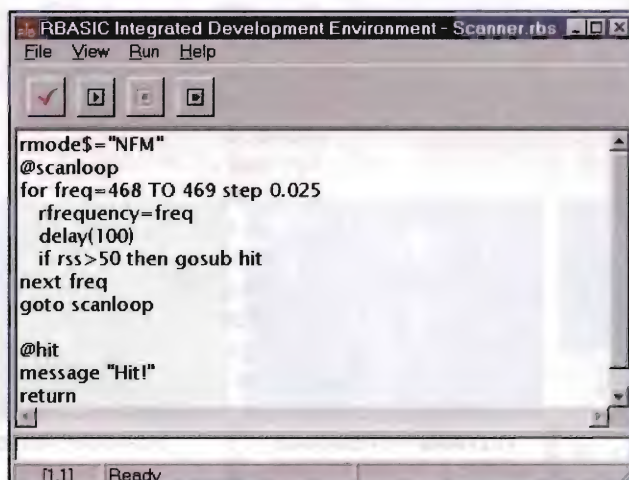 RBASIC Integrated Development Environment - Scanner.rbs
File View Run Help
rmode$="NFM"
@scanloop
for freq=468 TO 469 step 0.025
rfrequency=freq
delay(100)
if rss>50 then gosub hit
next freq
goto scanloop
@hit
message "Hit!"
return
[1,1] Ready